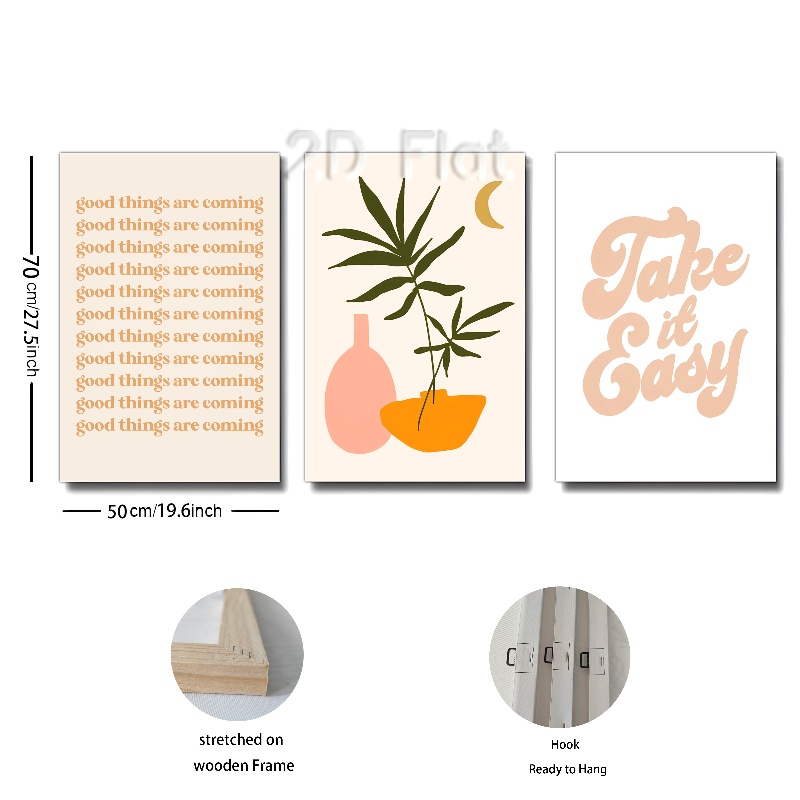 2D Flat
good things are coming
good things are coming
good things are coming
good things are coming
good things are coming
good things are coming
good things are coming
good things are coming
good things are coming
good things are coming
good things are coming
Take
it
Easy
70 cm/27.5inch
50 cm/19.6inch
stretched on
wooden Frame
Hook
Ready to Hang